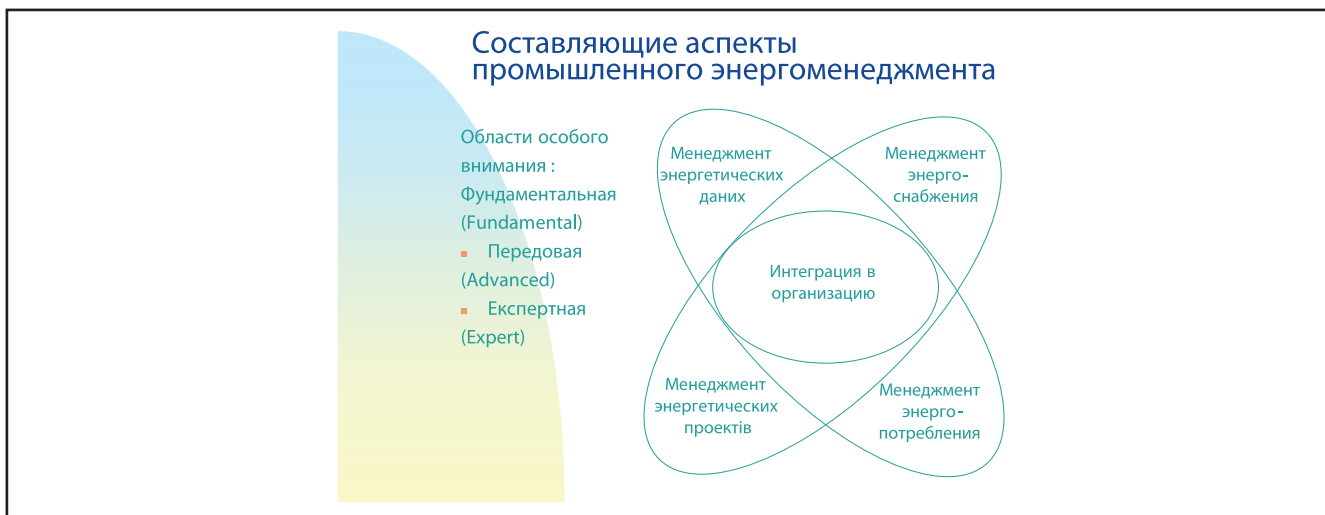 Составляющие аспекты
промышленного энергоменеджмента
Области особого
внимания :
Фундаментальная
(Fundamental)
▪ Передовая
(Advanced)
▪ Експертная
(Expert)
Менеджмент
энергетических
даних
Менеджмент
энерго-
снабжения
Интеграция в
организацию
Менеджмент
энергетических
проектів
Менеджмент
энерго-
потребления